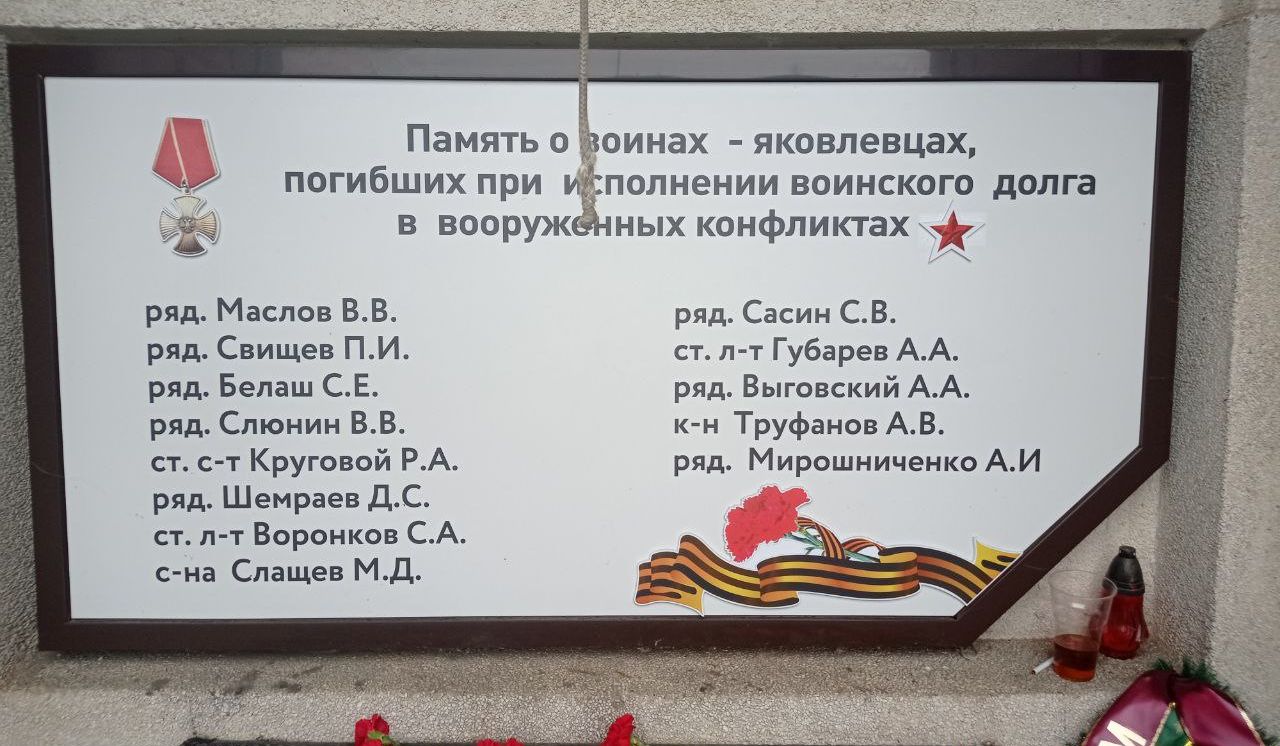 Память о воинах - яковлевцах,
погибших при исполнении воинского долга
в вооруженных конфликтах
ряд. Маслов В.В.
ряд. Свищев П.И.
ряд. Белаш С.Е.
ряд. Слюнин В.В.
ст. с-т Круговой Р.А.
ряд. Шемраев Д.С.
ст. л-т Воронков С.А.
с-на Слащев М.Д.
ряд. Сасин С.В.
ст. л-т Губарев А.А.
ряд. Выговский А.А.
к-н Труфанов А.В.
ряд. Мирошниченко А.И